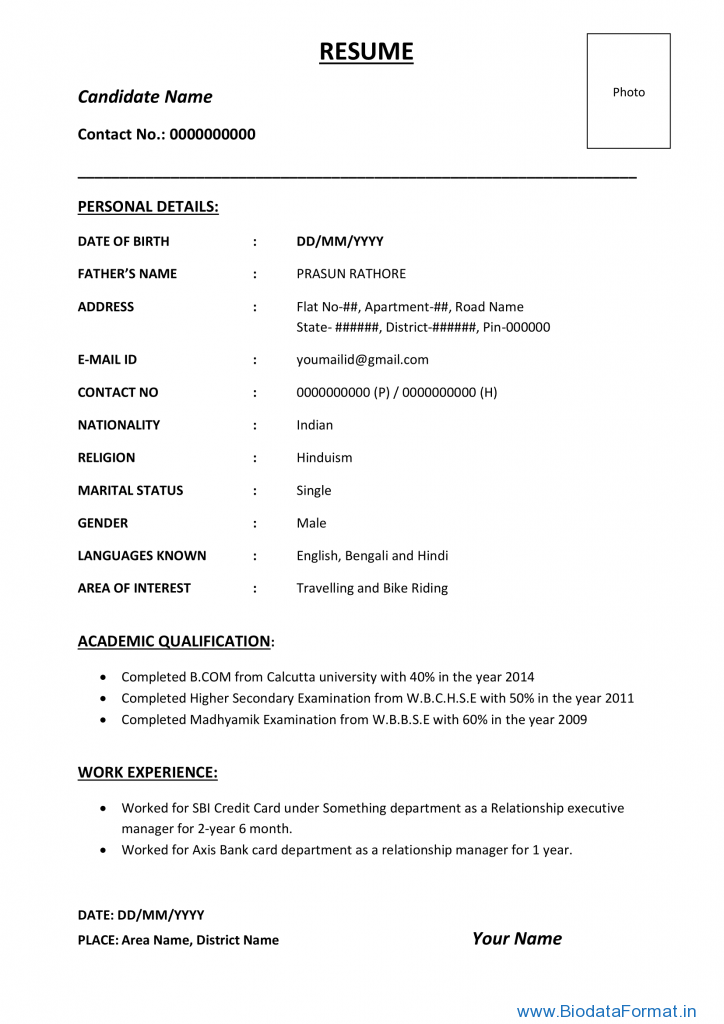 RESUME
Photo
Candidate Name
Contact No.: 0000000000
PERSONAL DETAILS:
DATE OF BIRTH : DD/MM/YYYY
FATHER’S NAME : PRASUN RATHORE
ADDRESS : Flat No-##, Apartment-##, Road Name
State- ######, District-######, Pin-000000
E-MAIL ID : youmailid@gmail.com
CONTACT NO : 0000000000 (P) / 0000000000 (H)
NATIONALITY : Indian
RELIGION : Hinduism
MARITAL STATUS : Single
GENDER : Male
LANGUAGES KNOWN : English, Bengali and Hindi
AREA OF INTEREST : Travelling and Bike Riding
ACADEMIC QUALIFICATION:
• Completed B.COM from Calcutta university with 40% in the year 2014
• Completed Higher Secondary Examination from W.B.C.H.S.E with 50% in the year 2011
• Completed Madhyamik Examination from W.B.B.S.E with 60% in the year 2009
WORK EXPERIENCE:
• Worked for SBI Credit Card under Something department as a Relationship executive
manager for 2-year 6 month.
• Worked for Axis Bank card department as a relationship manager for 1 year.
DATE: DD/MM/YYYY
PLACE: Area Name, District Name Your Name
www.BiodataFormat.in